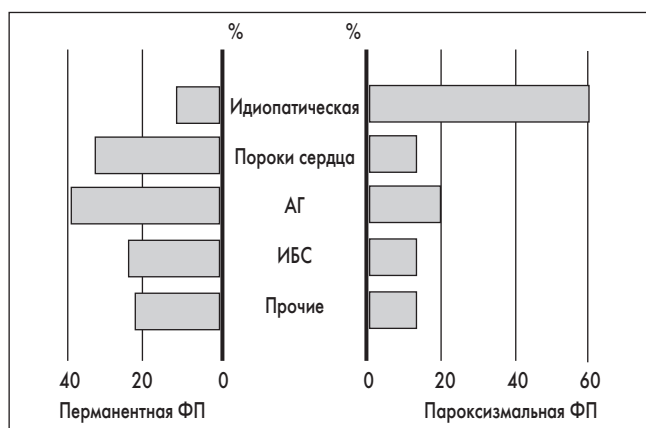 % %
Идиопатическая
Пороки сердца
АГ
ИБС
Прочие
40 20 0 0 20 40 60
Перманентная ФП Пароксизмальная ФП